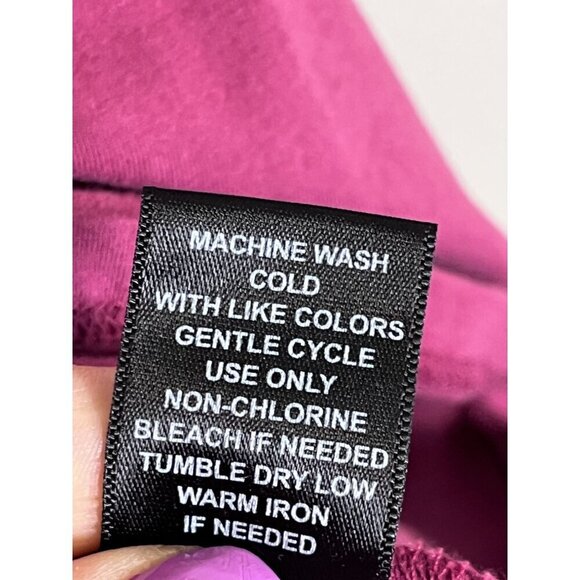 MACHINE WASH
COLD
WITH LIKE COLORS
GENTLE CYCLE
USE ONLY
NON-CHLORINE
BLEACH IF NEEDED
TUMBLE DRY LOW
WARM IRON
IF NEEDED